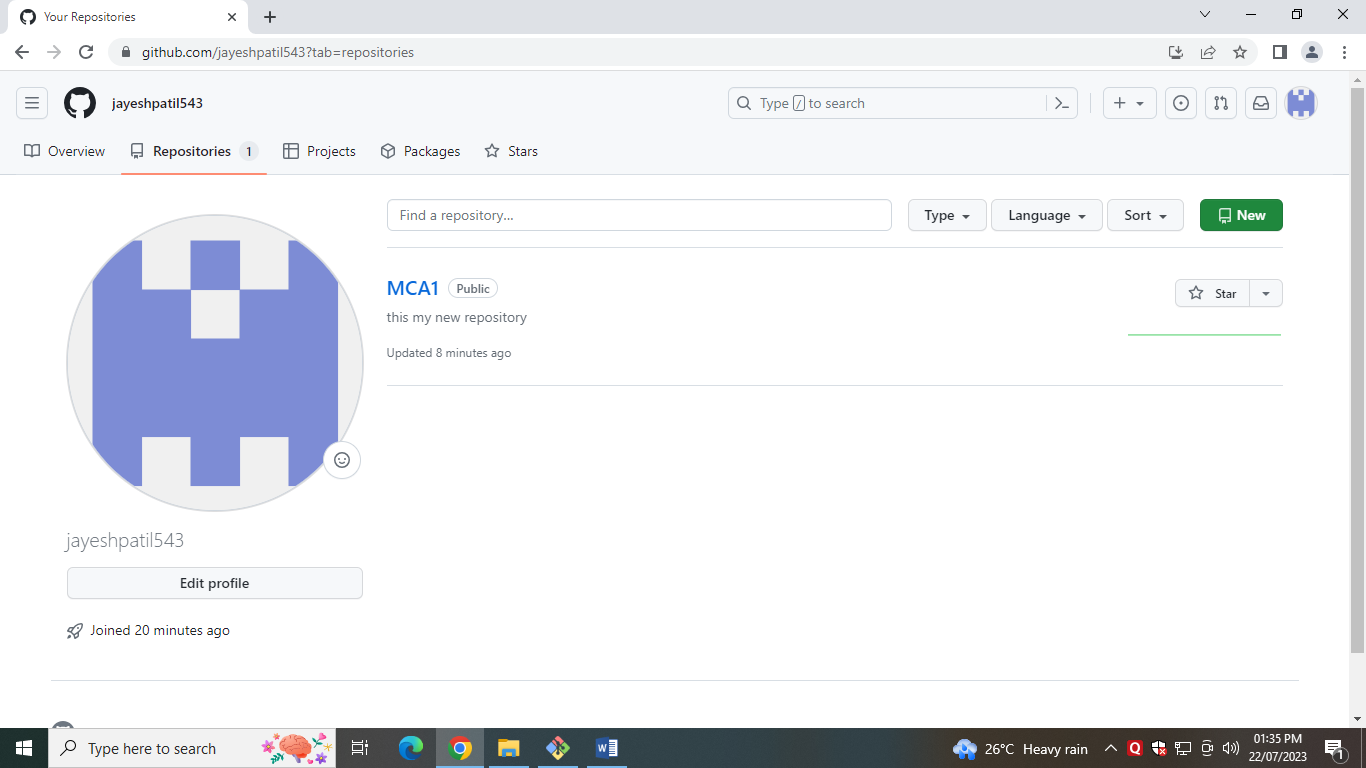 Your Repositories
github.com/jayeshpatil543?tab=repositories
jayeshpatil543
Type / to search
Overview
Repositories 1
Projects
Packages
Stars
Find a repository...
Type
Language
Sort
New
MCA1 Public
Star
this my new repository
Updated 8 minutes ago
jayeshpatil543
Edit profile
Joined 20 minutes ago
Type here to search
26°C Heavy rain
01:35 PM
22/07/2023
1